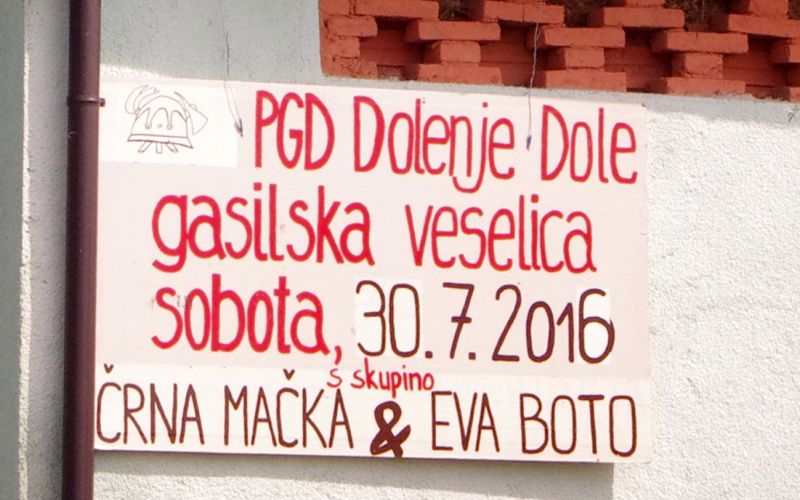 PGD Dolenje Dole
gasilska veselica
sobota, 30.7.2016
s skupino
ČRNA MAČKA & EVA BOTO